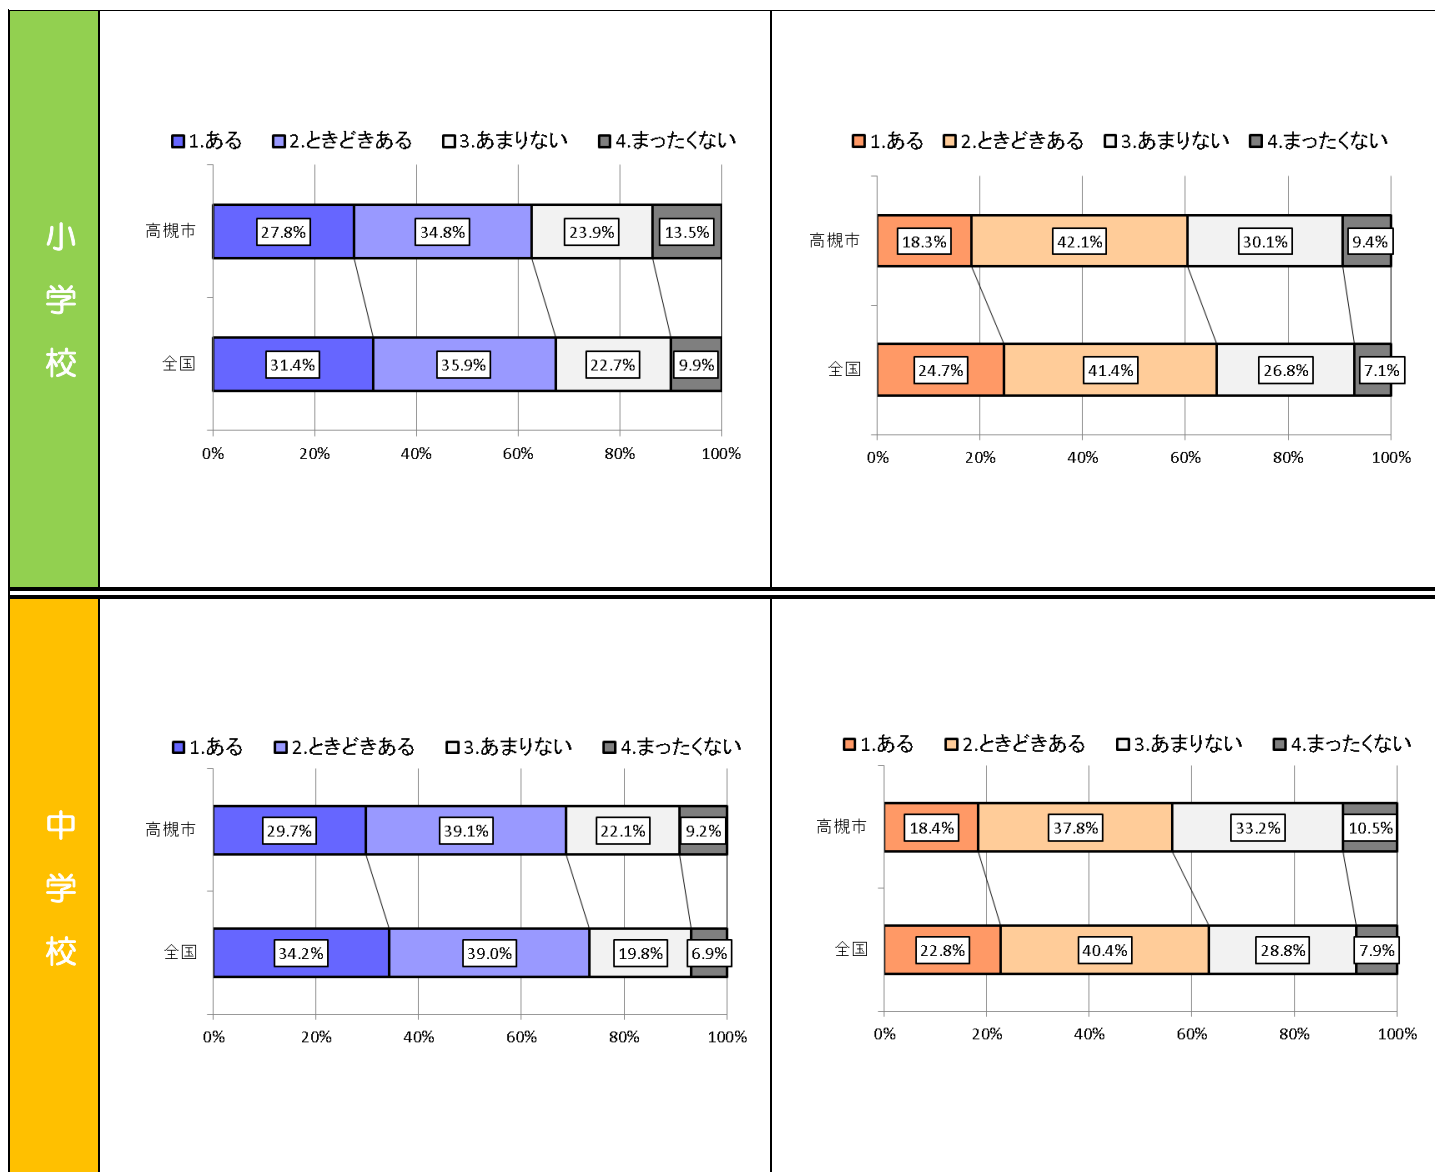 小学校
1.ある 2.ときどきある 3.あまりない 4.まったくない
高槻市 27.8% 34.8% 23.9% 13.5%
全国 31.4% 35.9% 22.7% 9.9%
0% 20% 40% 60% 80% 100%
1.ある 2.ときどきある 3.あまりない 4.まったくない
高槻市 18.3% 42.1% 30.1% 9.4%
全国 24.7% 41.4% 26.8% 7.1%
0% 20% 40% 60% 80% 100%
中学校
1.ある 2.ときどきある 3.あまりない 4.まったくない
高槻市 29.7% 39.1% 22.1% 9.2%
全国 34.2% 39.0% 19.8% 6.9%
0% 20% 40% 60% 80% 100%
1.ある 2.ときどきある 3.あまりない 4.まったくない
高槻市 18.4% 37.8% 33.2% 10.5%
全国 22.8% 40.4% 28.8% 7.9%
0% 20% 40% 60% 80% 100%